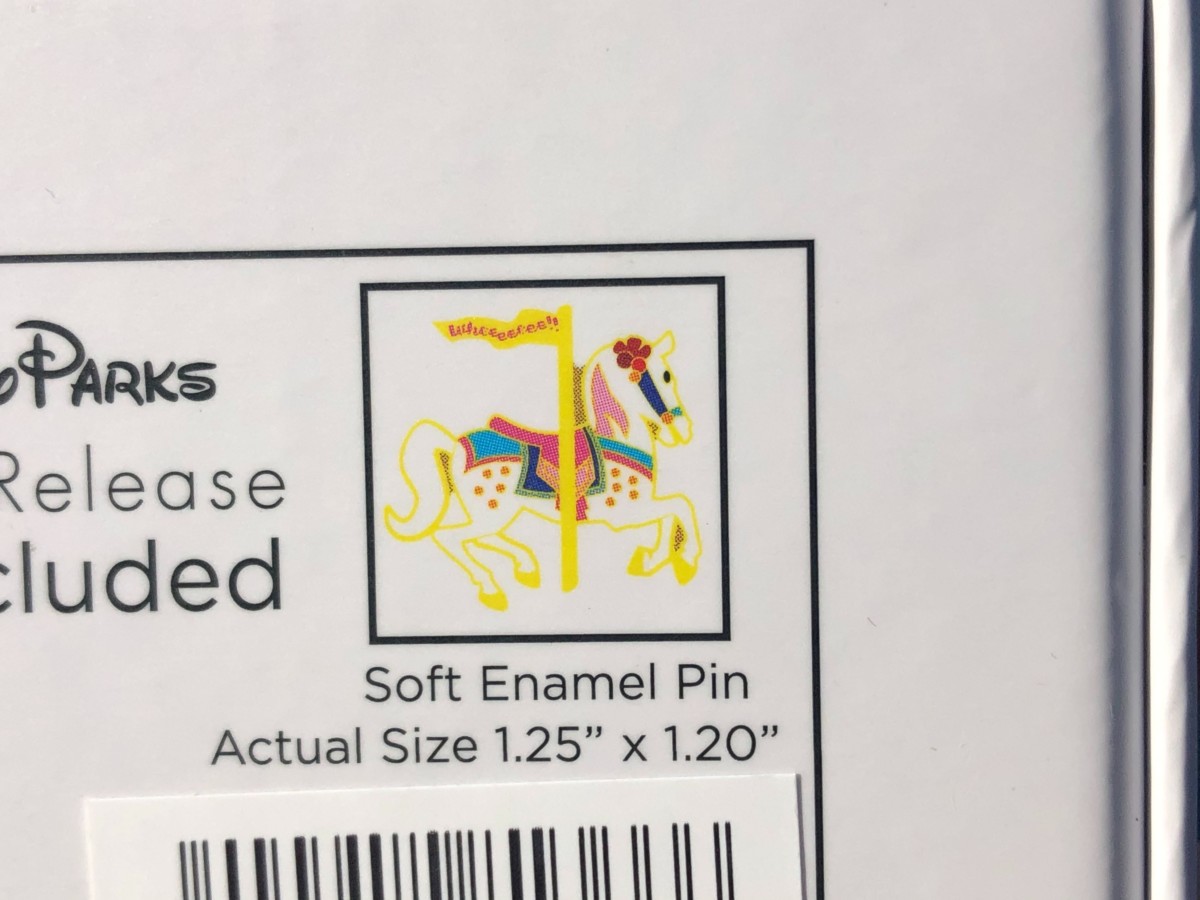 Parks
Release
cluded
Soft Enamel Pin
Actual Size 1.25” x 1.20”